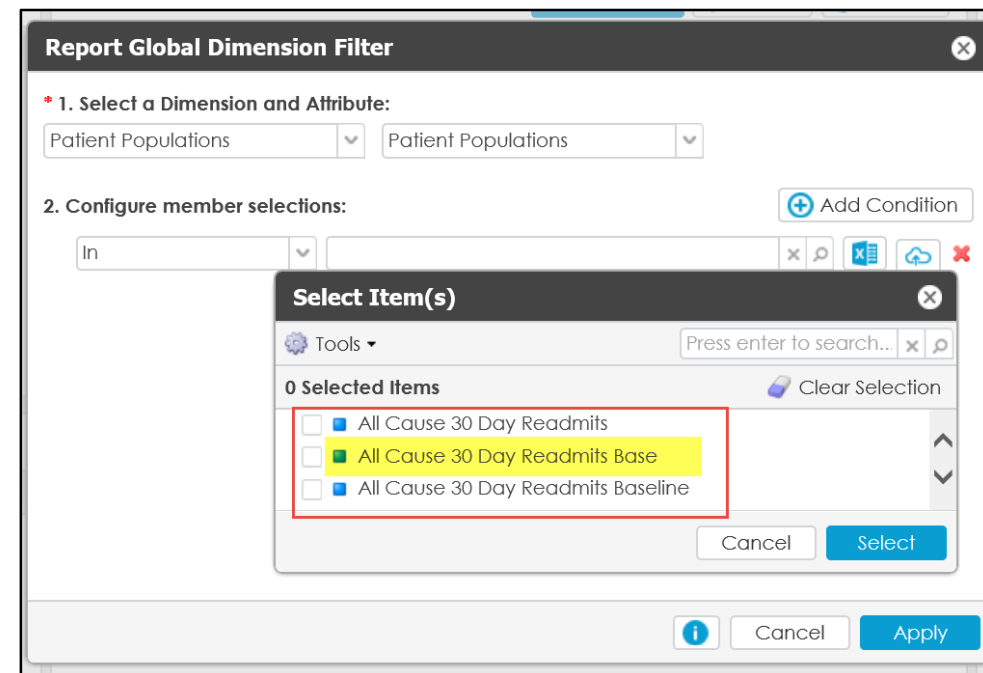 Report Global Dimension Filter
* 1. Select a Dimension and Attribute:
Patient Populations Patient Populations
2. Configure member selections: Add Condition
In
Select Item(s)
Tools Press enter to search...
0 Selected Items Clear Selection
All Cause 30 Day Readmits
All Cause 30 Day Readmits Base
All Cause 30 Day Readmits Baseline
Cancel Select
Cancel Apply